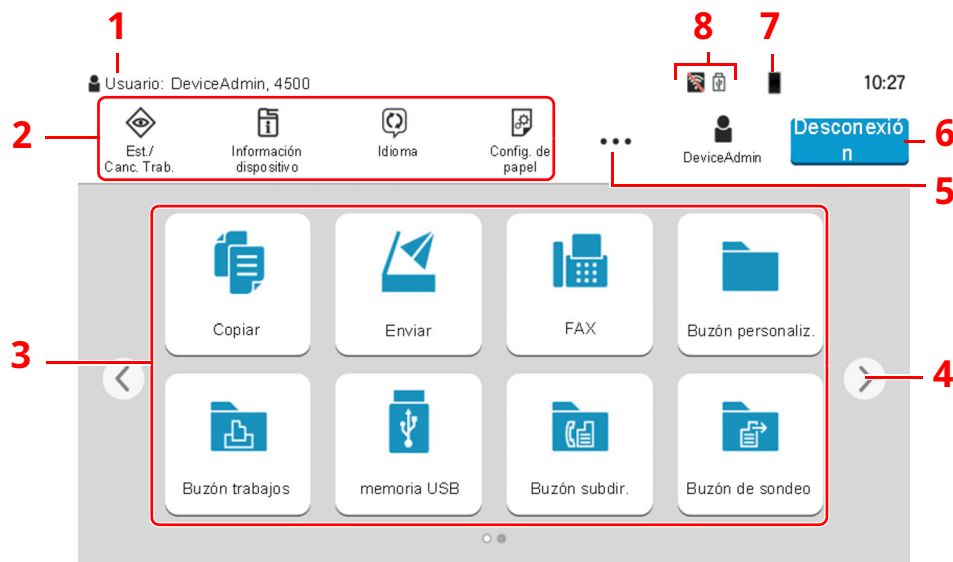 1
8
7
Usuario: DeviceAdmin, 4500
10:27
2
Est./
Canc. Trab.
Información
dispositivo
Idioma
Config. de
papel
...
DeviceAdmin
Desconexió
n
6
5
Copiar
Enviar
FAX
Buzón personaliz.
3
4
Buzón trabajos
memoria USB
Buzón subdir.
Buzón de sondeo